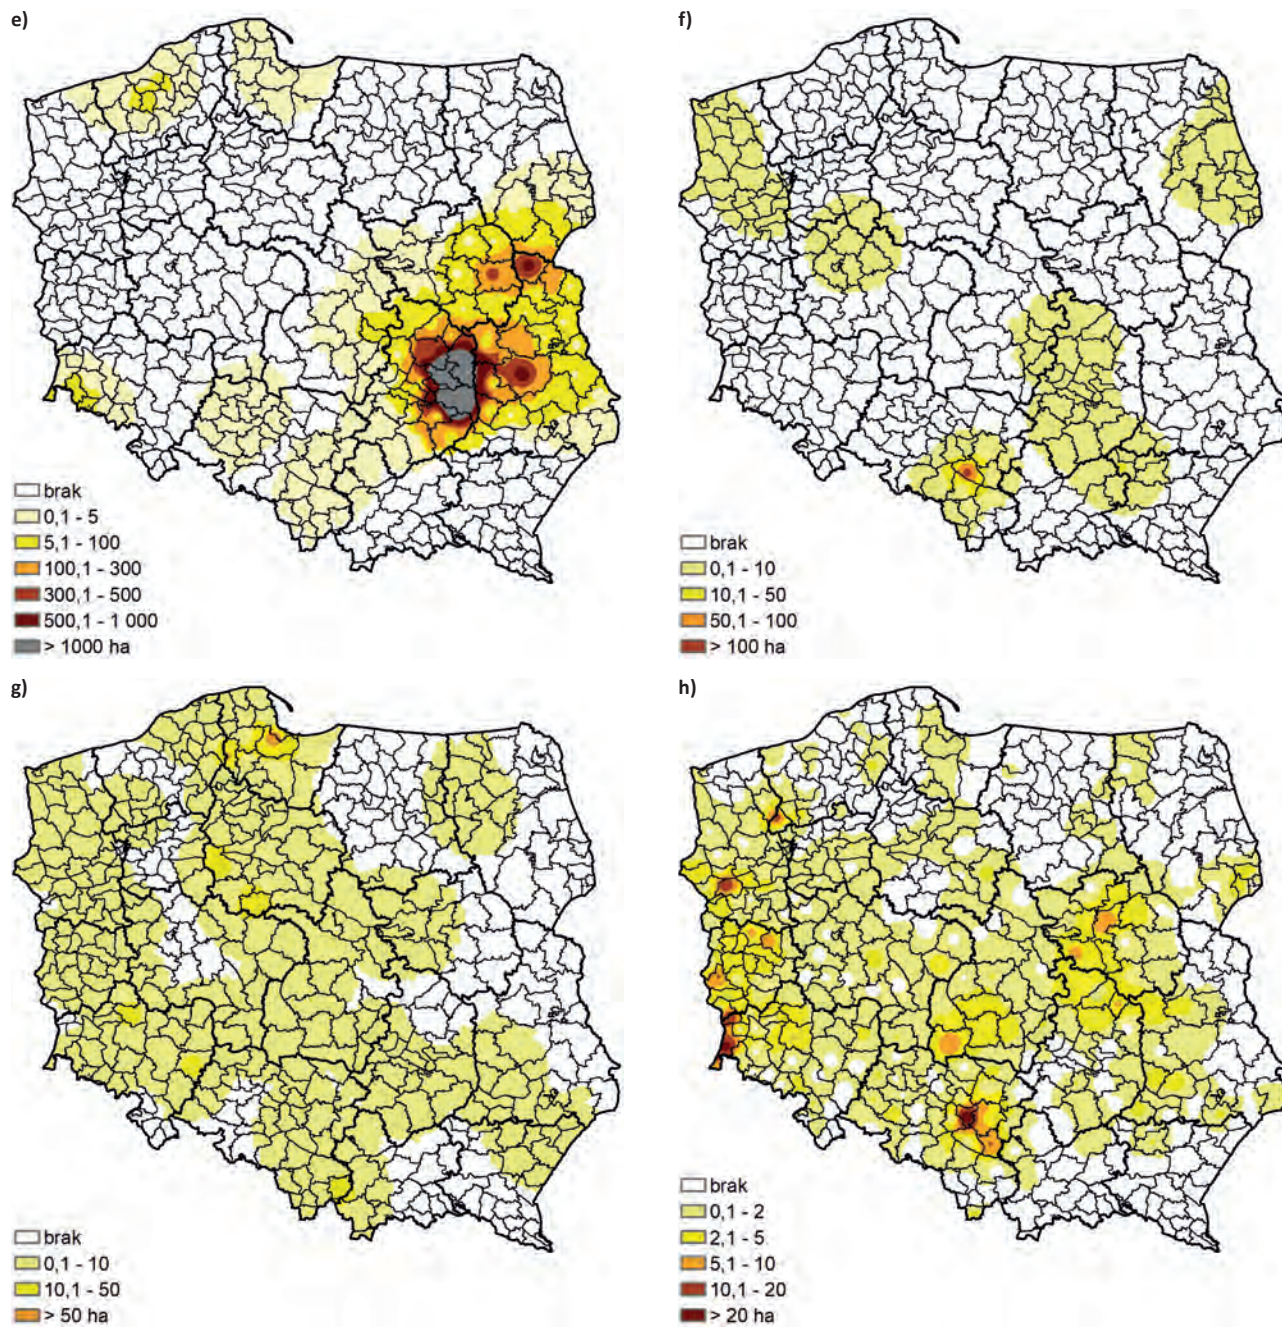 e)
f)
brak
0,1 - 5
5,1 - 100
100,1 - 300
300,1 - 500
500,1 - 1 000
> 1000 ha
brak
0,1 - 10
10,1 - 50
50,1 - 100
> 100 ha
g)
h)
brak
0,1 - 10
10,1 - 50
> 50 ha
brak
0,1 - 2
2,1 - 5
5,1 - 10
10,1 - 20
> 20 ha